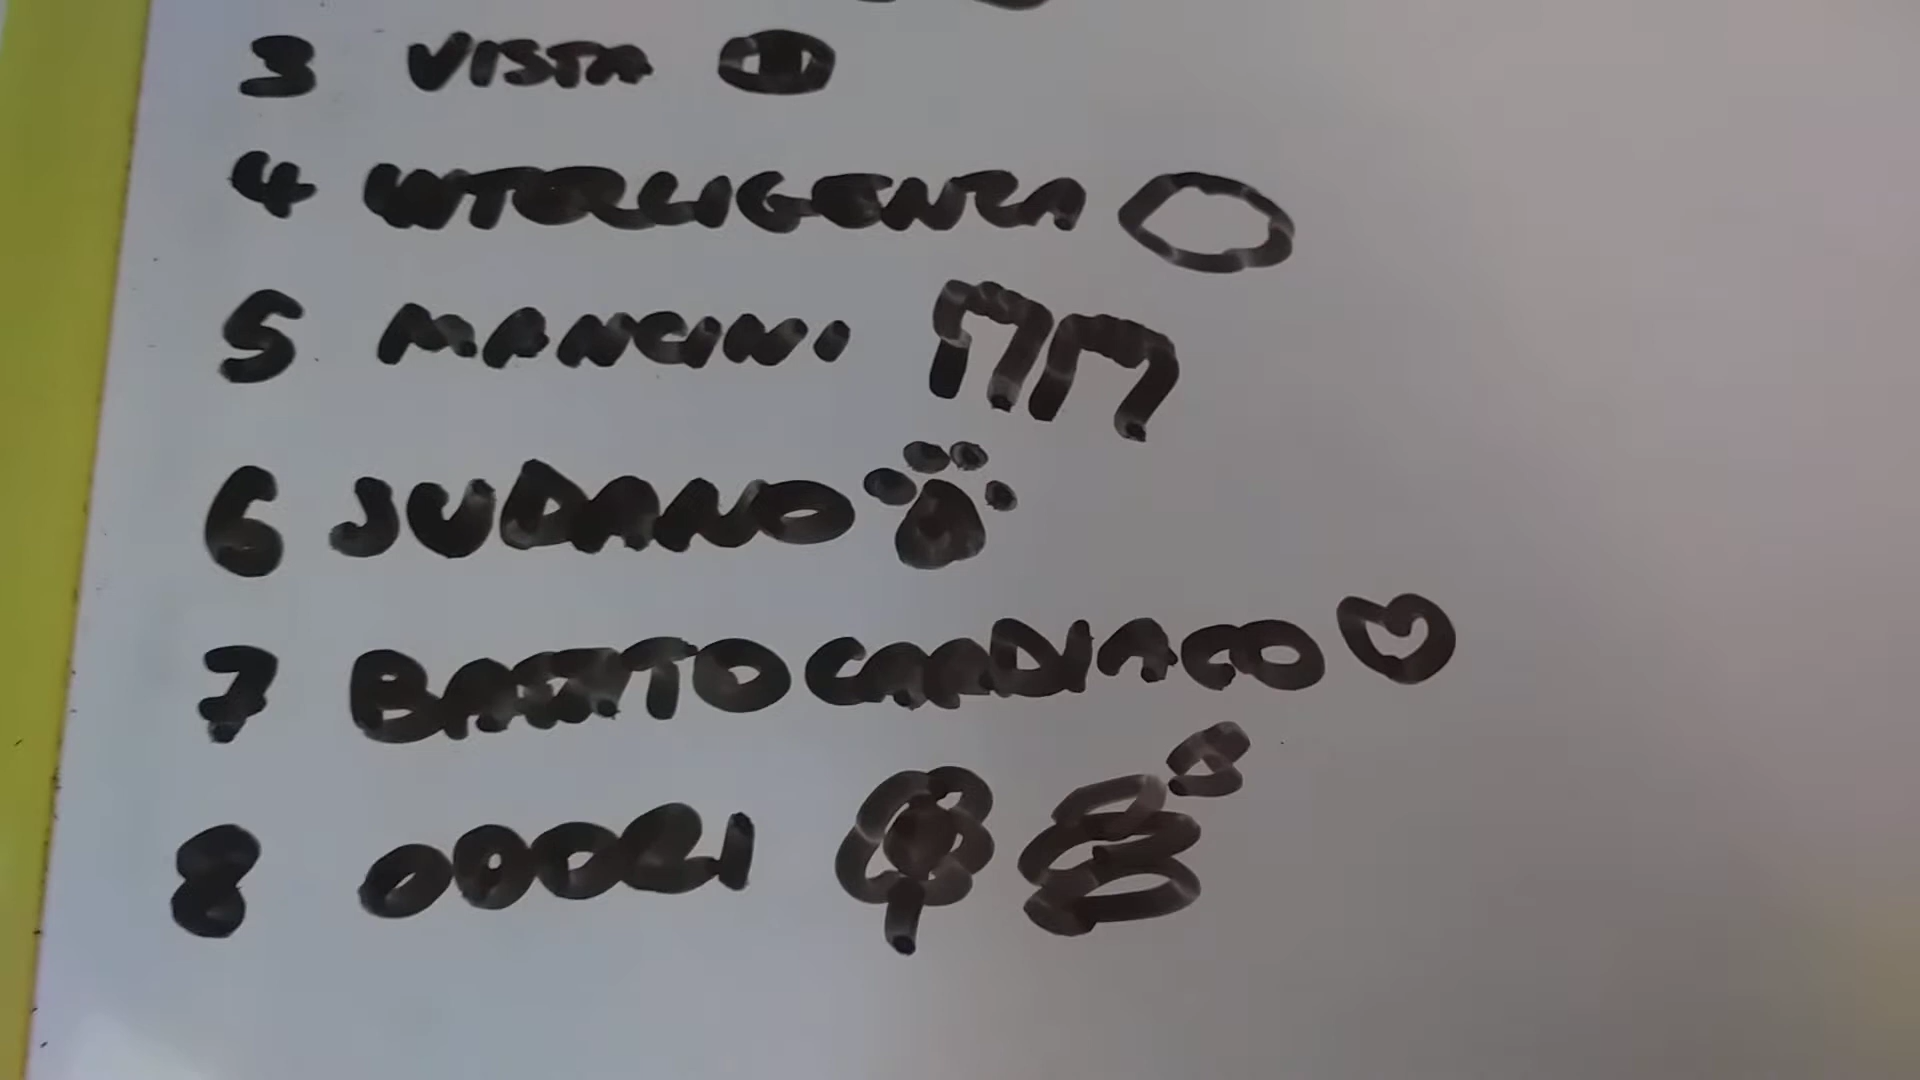 3 VISTA
4 INTELLIGENZA
5 MANCINI
6 SUDANO
7 BATTITO CARDIACO
8 ODORI